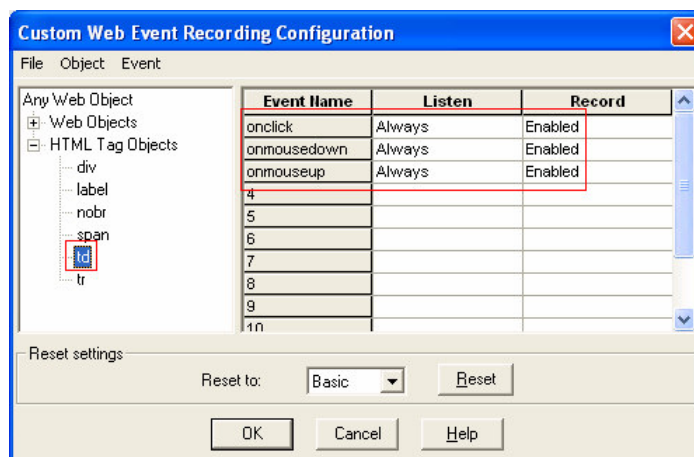 Custom Web Event Recording Configuration
File Object Event
Any Web Object
Web Objects
HTML Tag Objects
div
label
nobr
span
td
tr
Event Name Listen Record
onclick Always Enabled
onmousedown Always Enabled
onmouseup Always Enabled
4
5
6
7
8
9
10
Reset settings
Reset to: Basic Reset
OK Cancel Help